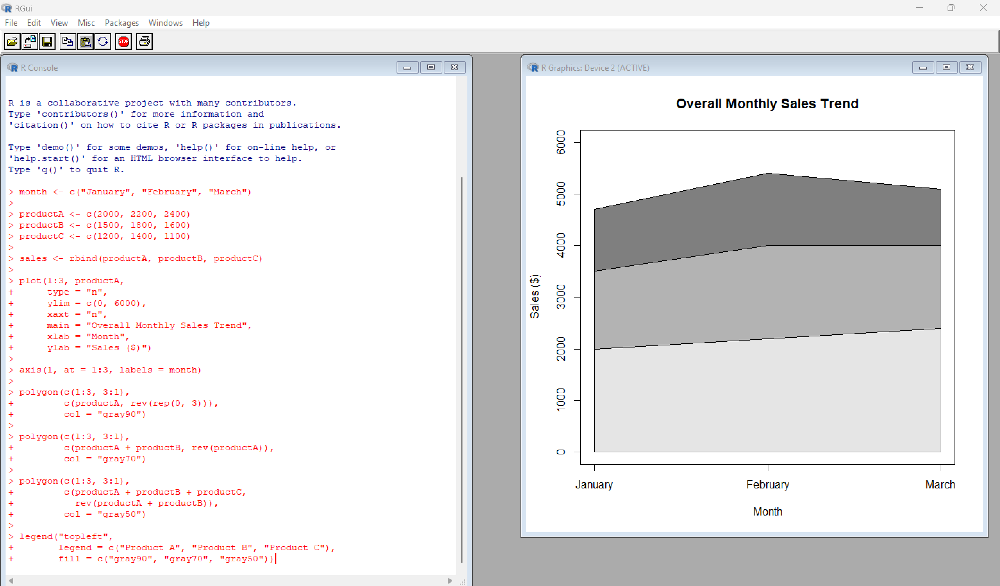 RGui
File Edit View Misc Packages Windows Help
STOP
R Console
R is a collaborative project with many contributors.
Type 'contributors()' for more information and
'citation()' on how to cite R or R packages in publications.
Type 'demo()' for some demos, 'help()' for on-line help, or
'help.start()' for an HTML browser interface to help.
Type 'q()' to quit R.
> month <- c("January", "February", "March")
>
> productA <- c(2000, 2200, 2400)
> productB <- c(1500, 1800, 1600)
> productC <- c(1200, 1400, 1100)
>
> sales <- rbind(productA, productB, productC)
>
> plot(1:3, productA,
+      type = "n",
+      ylim = c(0, 6000),
+      xaxt = "n",
+      main = "Overall Monthly Sales Trend",
+      xlab = "Month",
+      ylab = "Sales ($)")
>
> axis(1, at = 1:3, labels = month)
>
> polygon(c(1:3, 3:1),
+         c(productA, rev(rep(0, 3))),
+         col = "gray90")
>
> polygon(c(1:3, 3:1),
+         c(productA + productB, rev(productA)),
+         col = "gray70")
>
> polygon(c(1:3, 3:1),
+         c(productA + productB + productC,
+           rev(productA + productB)),
+         col = "gray50")
>
> legend("topleft",
+        legend = c("Product A", "Product B", "Product C"),
+        fill = c("gray90", "gray70", "gray50"))
R Graphics: Device 2 (ACTIVE)
Overall Monthly Sales Trend
Sales ($)
6000
5000
4000
3000
2000
1000
0
January February March
Month